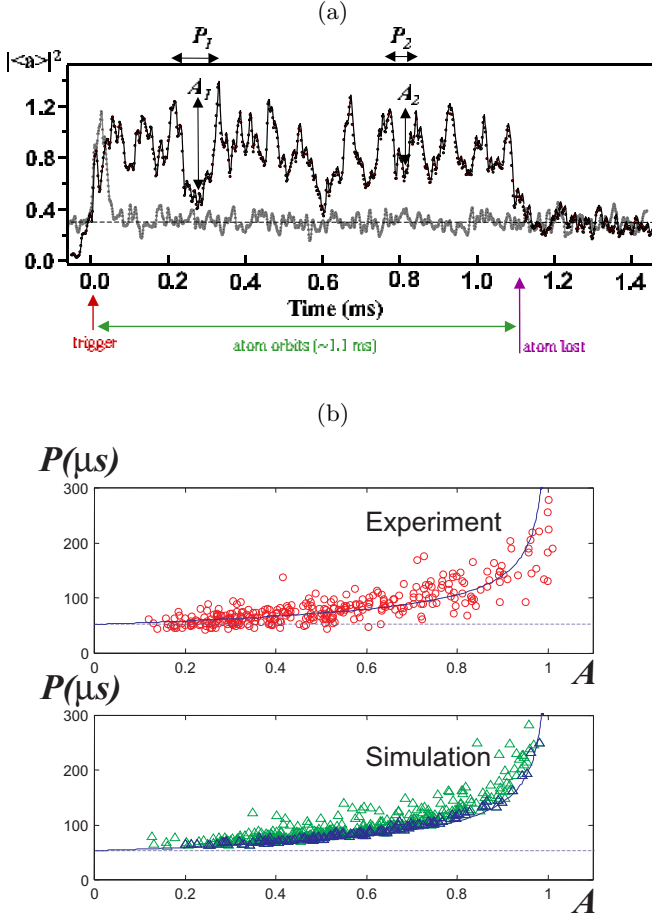 (a)
P1 P2
|<a>|²
A1 A2
1.2
0.8
0.4
0.0
0.0 0.2 0.4 0.6 0.8 1.0 1.2 1.4
Time (ms)
trigger atom orbits (~1.1 ms) atom lost
(b)
P(μs)
300
Experiment
200
100
0
0 0.2 0.4 0.6 0.8 1 A
P(μs)
300
Simulation
200
100
0
0 0.2 0.4 0.6 0.8 1 A